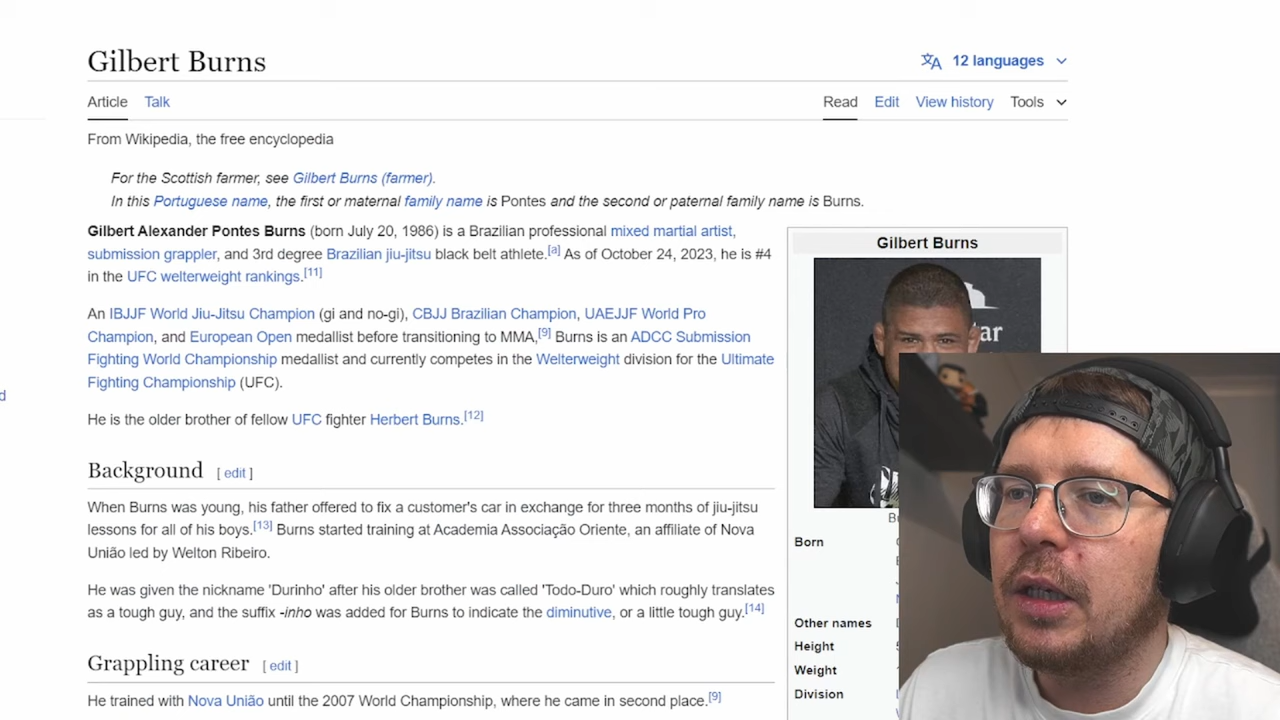 Gilbert Burns
12 languages
Article Talk Read Edit View history Tools
From Wikipedia, the free encyclopedia
For the Scottish farmer, see Gilbert Burns (farmer).
In this Portuguese name, the first or maternal family name is Pontes and the second or paternal family name is Burns.
Gilbert Alexander Pontes Burns (born July 20, 1986) is a Brazilian professional mixed martial artist,
submission grappler, and 3rd degree Brazilian jiu-jitsu black belt athlete.[a] As of October 24, 2023, he is #4
in the UFC welterweight rankings.[11]
An IBJJF World Jiu-Jitsu Champion (gi and no-gi), CBJJ Brazilian Champion, UAEJJF World Pro
Champion, and European Open medallist before transitioning to MMA,[9] Burns is an ADCC Submission
Fighting World Championship medallist and currently competes in the Welterweight division for the Ultimate
Fighting Championship (UFC).
He is the older brother of fellow UFC fighter Herbert Burns.[12]
Background [ edit ]
When Burns was young, his father offered to fix a customer's car in exchange for three months of jiu-jitsu
lessons for all of his boys.[13] Burns started training at Academia Associação Oriente, an affiliate of Nova
União led by Welton Ribeiro.
He was given the nickname 'Durinho' after his older brother was called 'Todo-Duro' which roughly translates
as a tough guy, and the suffix -inho was added for Burns to indicate the diminutive, or a little tough guy.[14]
Grappling career [ edit ]
He trained with Nova União until the 2007 World Championship, where he came in second place.[9]
Gilbert Burns
Born
Other names
Height
Weight
Division